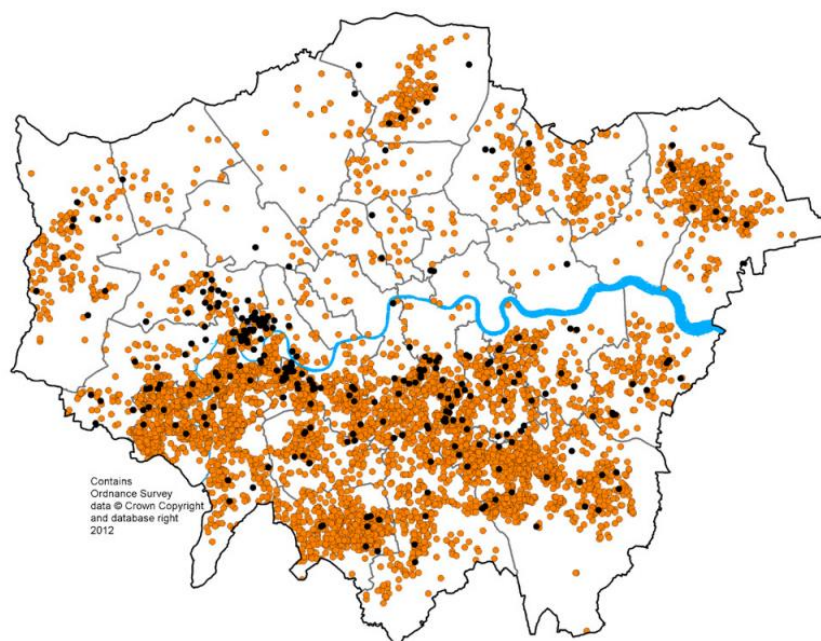 Contains
Ordnance Survey
data © Crown Copyright
and database right
2012